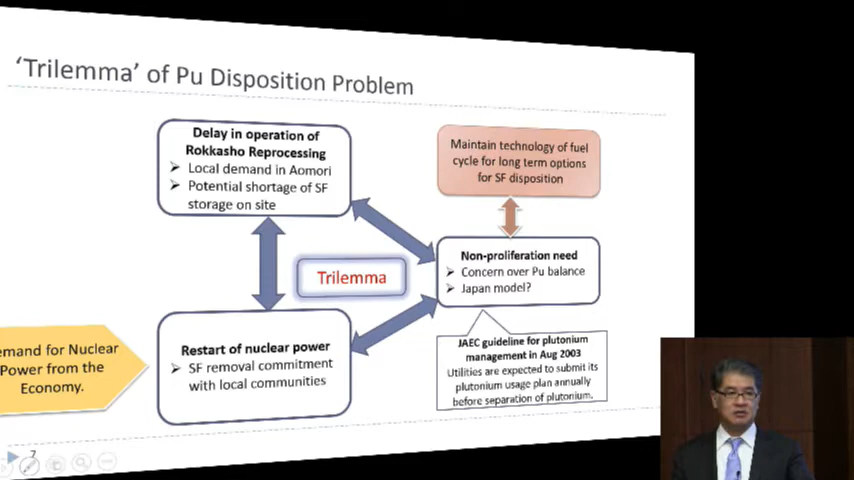 'Trilemma' of Pu Disposition Problem
Delay in operation of
Rokkasho Reprocessing
Local demand in Aomori
Potential shortage of SF
storage on site
Maintain technology of fuel
cycle for long term options
for SF disposition
Trilemma
Non-proliferation need
Concern over Pu balance
Japan model?
emand for Nuclear
Power from the
Economy.
Restart of nuclear power
SF removal commitment
with local communities
JAEC guideline for plutonium
management in Aug 2003
Utilities are expected to submit its
plutonium usage plan annually
before separation of plutonium.
7